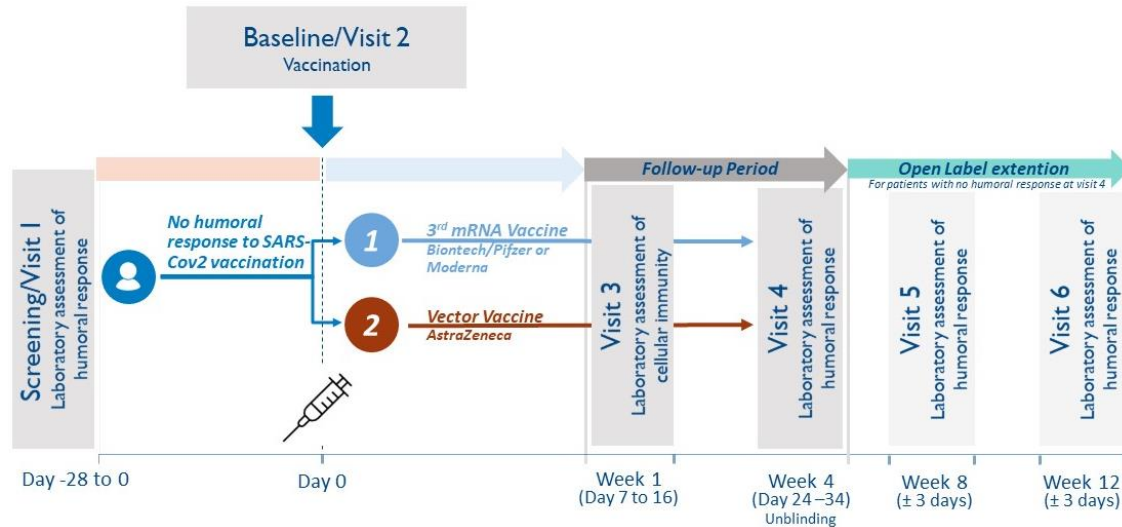 Baseline/Visit 2
Vaccination
Follow-up Period
Open Label extention
For patients with no humoral response at visit 4
Screening/Visit 1
Laboratory assessment of
humoral response
No humoral
response to SARS-
Cov2 vaccination
1
3rd mRNA Vaccine
Biontech/Pifzer or
Moderna
2
Vector Vaccine
AstraZeneca
Visit 3
Laboratory assessment of
cellular immunity
Visit 4
Laboratory assessment of
humoral response
Visit 5
Laboratory assessment of
humoral response
Visit 6
Laboratory assessment of
humoral response
Day -28 to 0
Day 0
Week 1
(Day 7 to 16)
Week 4
(Day 24 –34)
Unblinding
Week 8
(± 3 days)
Week 12
(± 3 days)